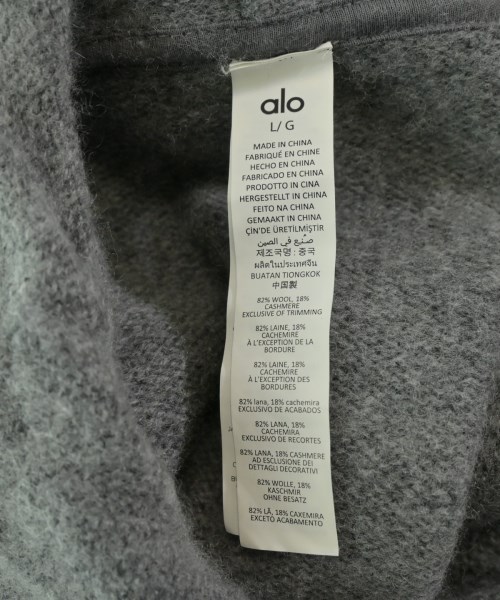 alo
L/ G
MADE IN CHINA
FABRIQUÉ EN CHINE
HECHO EN CHINA
FABRICADO EN CHINA
PRODOTTO IN CINA
HERGESTELLT IN CHINA
FEITO NA CHINA
GEMAAKT IN CHINA
ÇIN'DE ÜRETILMIŞTIR
صنع في الصين
제조국명 : 중국
ผลิตในประเทศจีน
BUATAN TIONGKOK
中国製
82% WOOL, 18%
CASHMERE
EXCLUSIVE OF TRIMMING
82% LAINE, 18%
CACHEMIRE
À L'EXCEPTION DE LA
BORDURE
82% LAINE, 18%
CACHEMIRE
À L'EXCEPTION DES
BORDURES
82% lana, 18% cachemira
EXCLUSIVO DE ACABADOS
82% LANA, 18%
CACHEMIRA
EXCLUSIVO DE RECORTES
82% LANA, 18% CASHMERE
AD ESCLUSIONE DEI
DETTAGLI DECORATIVI
82% WOLLE, 18%
KASCHMIR
OHNE BESATZ
82% LÃ, 18% CAXEMIRA
EXCETO ACABAMENTO